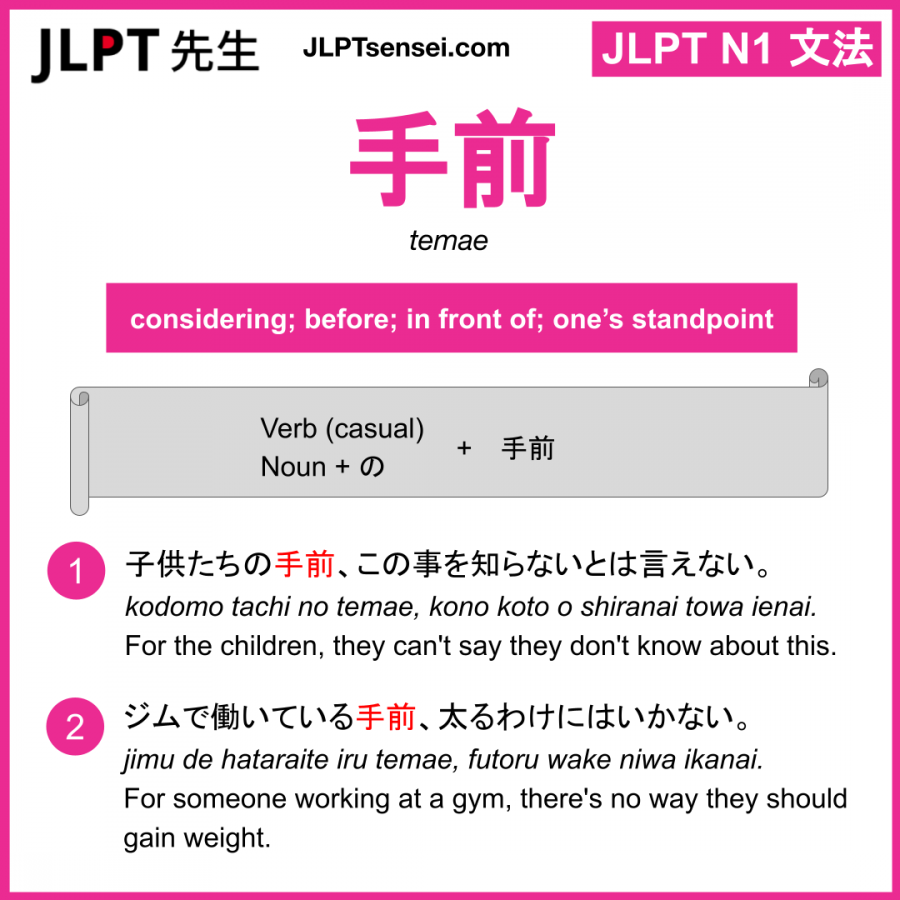 JLPT 先生
JLPTsensei.com
JLPT N1 文法
手前
temae
considering; before; in front of; one’s standpoint
Verb (casual)
Noun + の
+ 手前
1 子供たちの手前、この事を知らないとは言えない。
kodomo tachi no temae, kono koto o shiranai towa ienai.
For the children, they can't say they don't know about this.
2 ジムで働いている手前、太るわけにはいかない。
jimu de hataraite iru temae, futoru wake niwa ikanai.
For someone working at a gym, there's no way they should
gain weight.